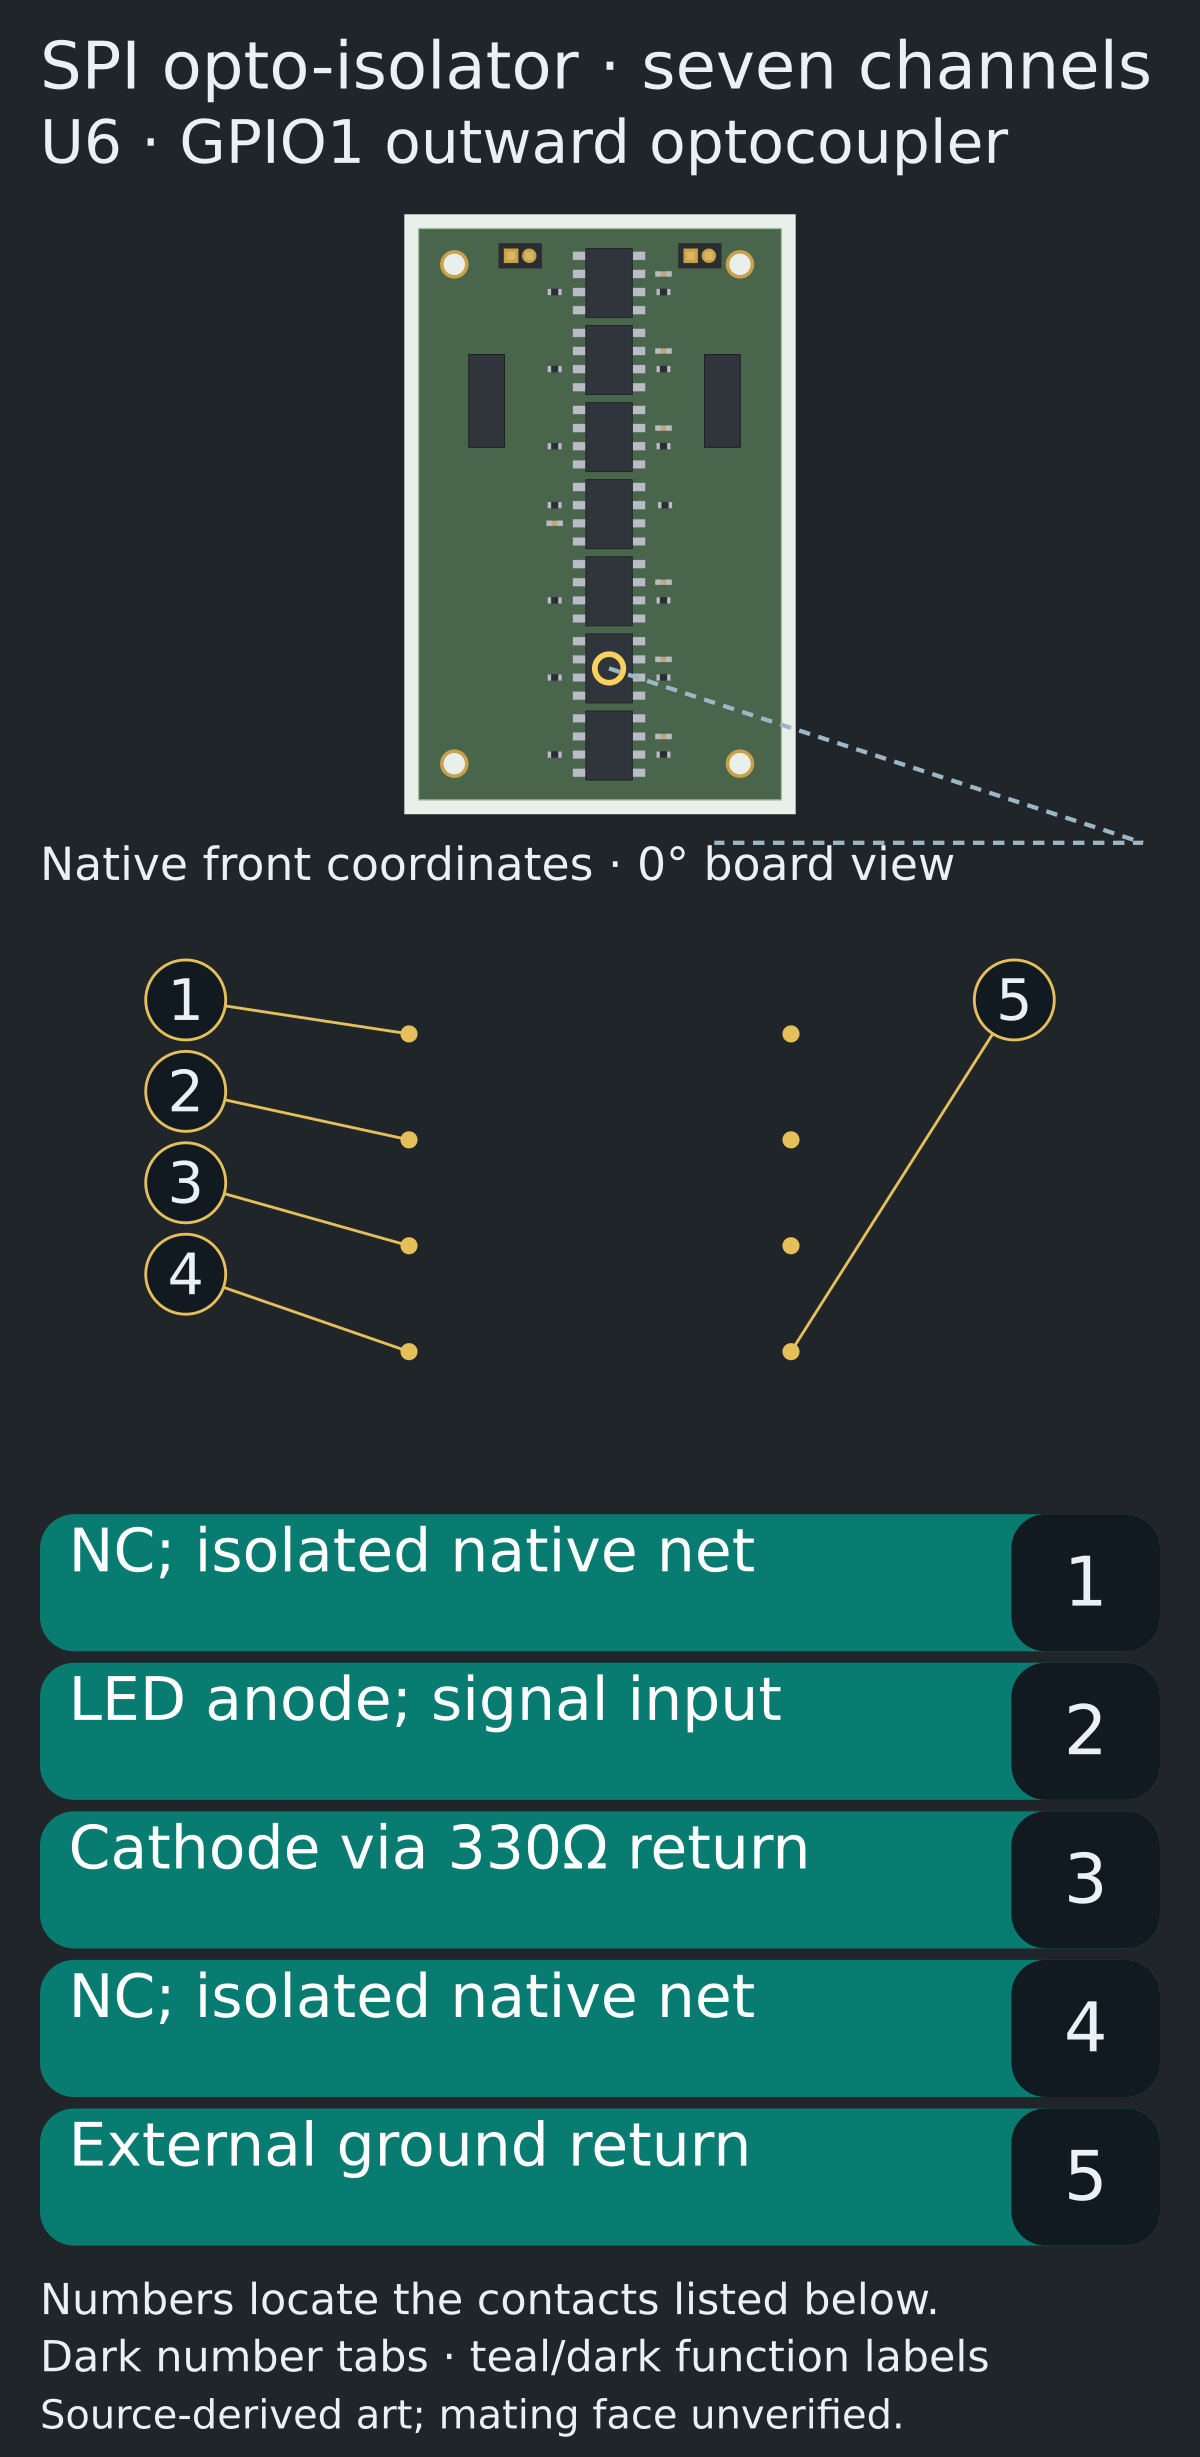 SPI opto-isolator · seven channels
U6 · GPIO1 outward optocoupler
Native front coordinates · 0° board view
1
5
2
3
4
NC; isolated native net 1
LED anode; signal input 2
Cathode via 330Ω return 3
NC; isolated native net 4
External ground return 5
Numbers locate the contacts listed below.
Dark number tabs · teal/dark function labels
Source-derived art; mating face unverified.